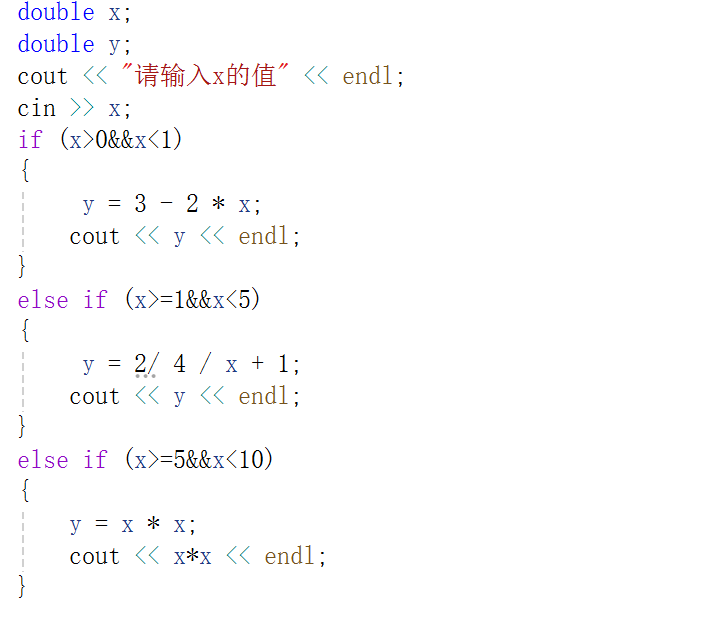 double x;
double y;
cout << "请输入x的值" << endl;
cin >> x;
if (x>0&&x<1)
{
y = 3 - 2 * x;
cout << y << endl;
}
else if (x>=1&&x<5)
{
y = 2/ 4 / x + 1;
cout << y << endl;
}
else if (x>=5&&x<10)
{
y = x * x;
cout << x*x << endl;
}